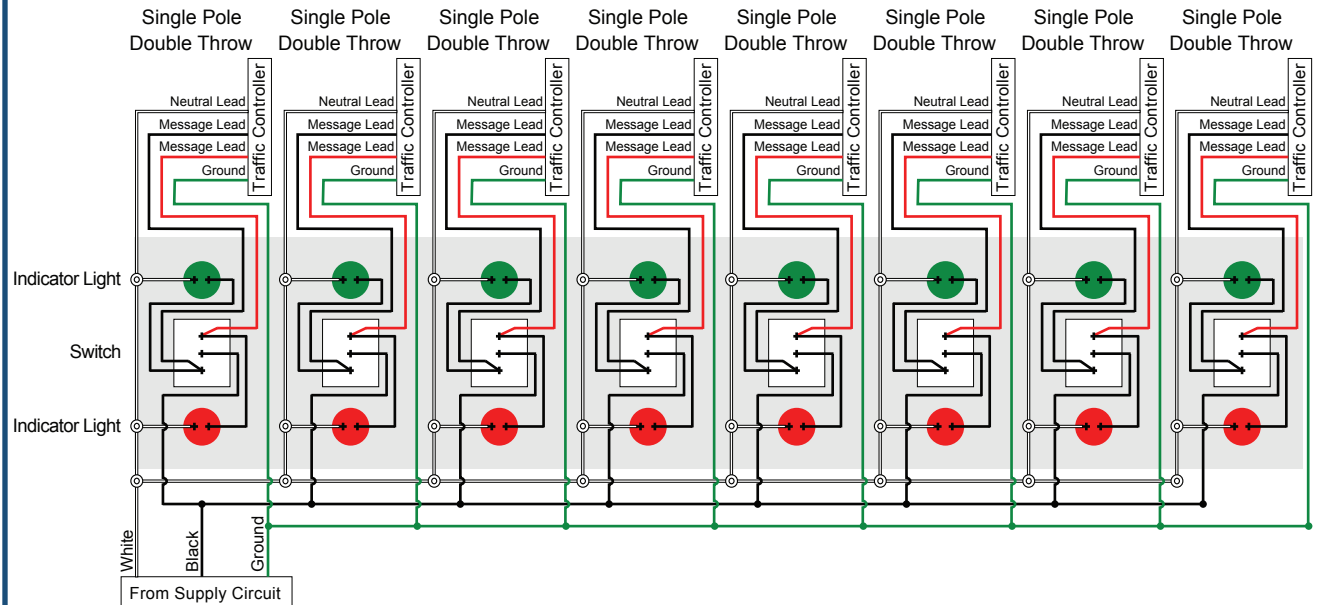 Single Pole Single Pole Single Pole Single Pole Single Pole Single Pole Single Pole Single Pole
Double Throw Double Throw Double Throw Double Throw Double Throw Double Throw Double Throw Double Throw
Neutral Lead Neutral Lead Neutral Lead Neutral Lead Neutral Lead Neutral Lead Neutral Lead Neutral Lead
Message Lead Message Lead Message Lead Message Lead Message Lead Message Lead Message Lead Message Lead
Message Lead Message Lead Message Lead Message Lead Message Lead Message Lead Message Lead Message Lead
Ground Ground Ground Ground Ground Ground Ground Ground
Traffic Controller
Traffic Controller
Traffic Controller
Traffic Controller
Traffic Controller
Traffic Controller
Traffic Controller
Traffic Controller
Indicator Light
Switch
Indicator Light
White
Black
Ground
From Supply Circuit